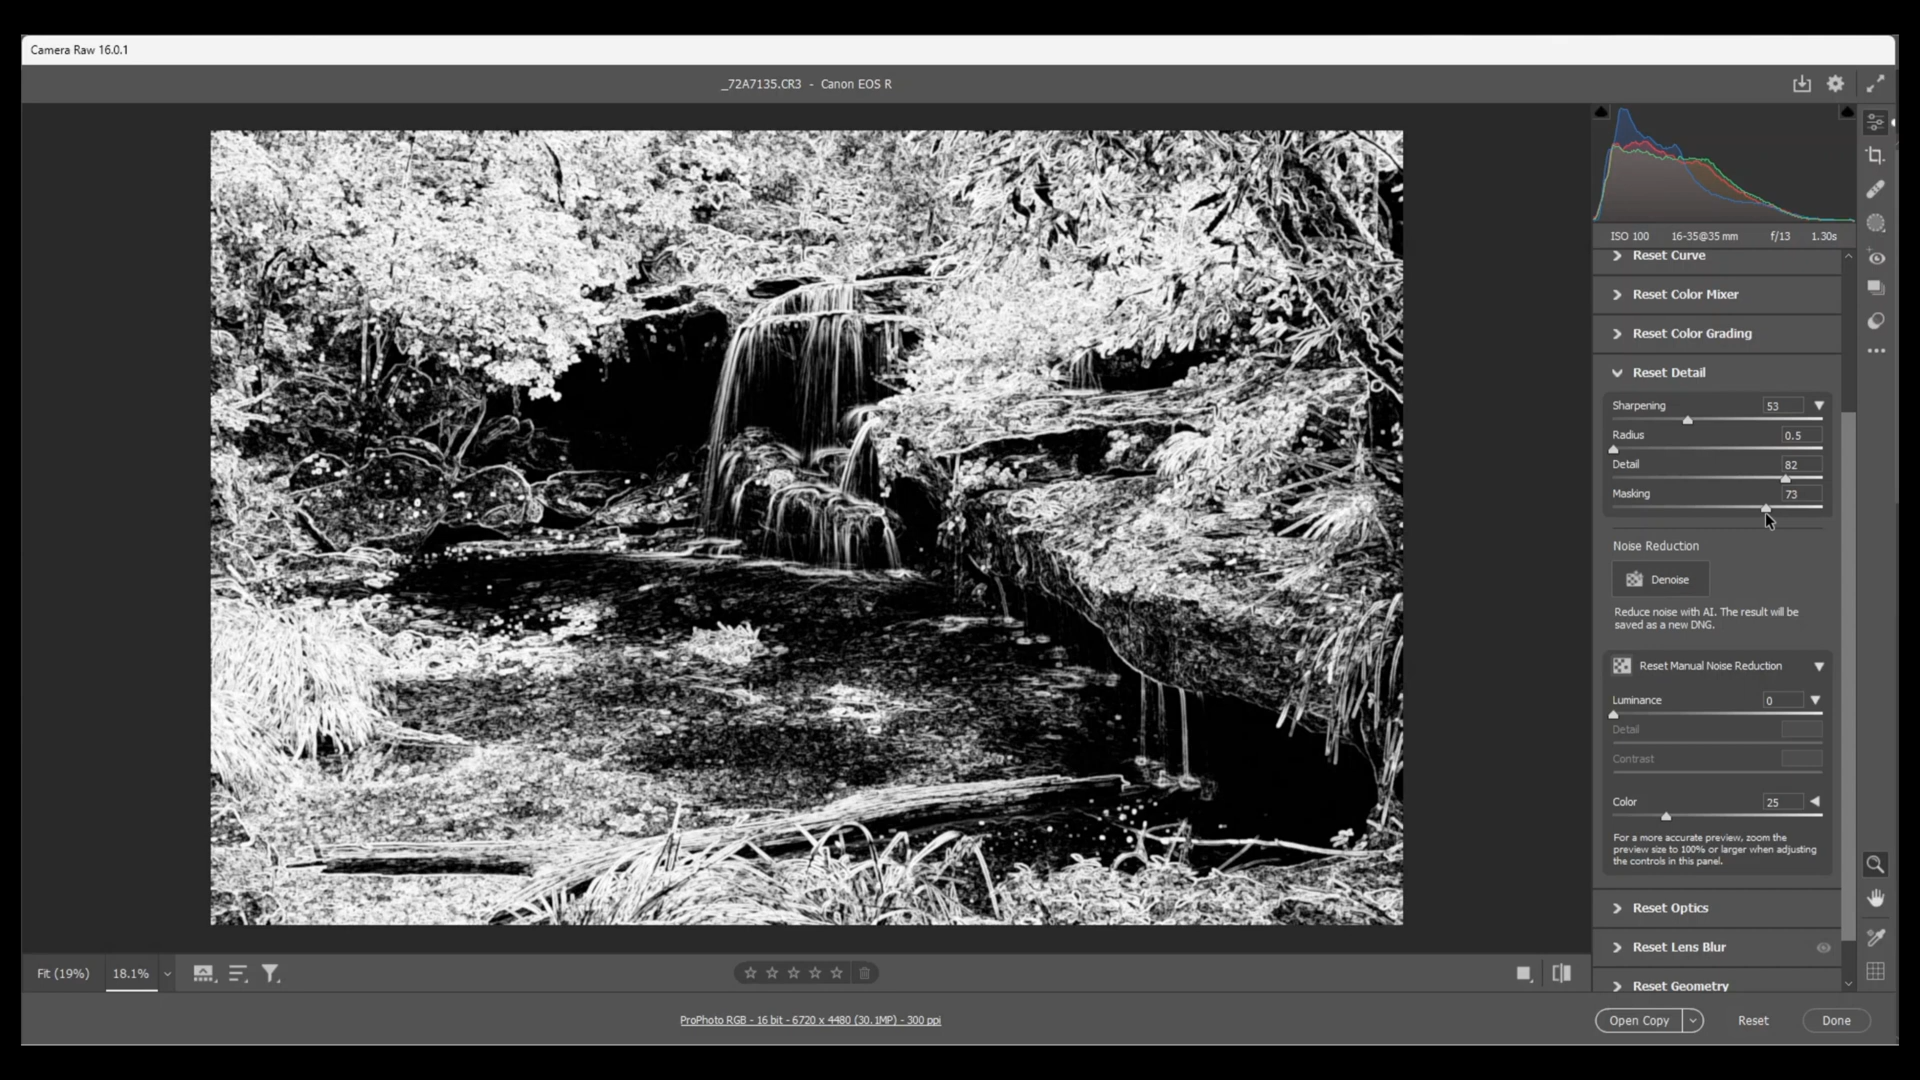 Camera Raw 16.0.1
_72A7135.CR3 - Canon EOS R
ISO 100 16-35@35 mm f/13 1.30s
Reset Curve
Reset Color Mixer
Reset Color Grading
Reset Detail
Sharpening 53
Radius 0.5
Detail 82
Masking 73
Noise Reduction
Denoise
Reduce noise with AI. The result will be
saved as a new DNG.
Reset Manual Noise Reduction
Luminance 0
Detail
Contrast
Color 25
For a more accurate preview, zoom the
preview size to 100% or larger when adjusting
the controls in this panel.
Reset Optics
Reset Lens Blur
Reset Geometry
Fit (19%) 18.1%
ProPhoto RGB - 16 bit - 6720 x 4480 (30.1MP) - 300 ppi
Open Copy Reset Done